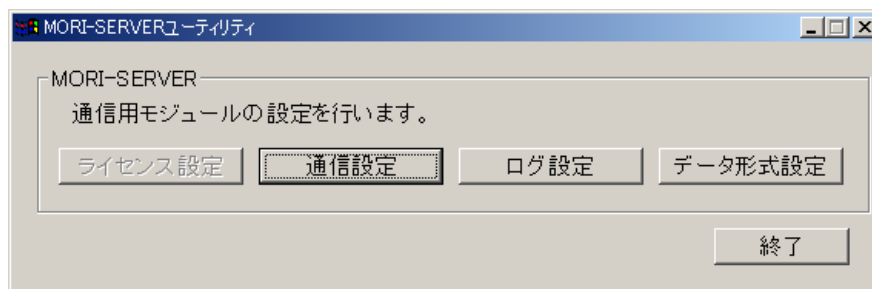 MORI-SERVERユーティリティ
MORI-SERVER
通信用モジュールの設定を行います。
ライセンス設定 通信設定 ログ設定 データ形式設定
終了